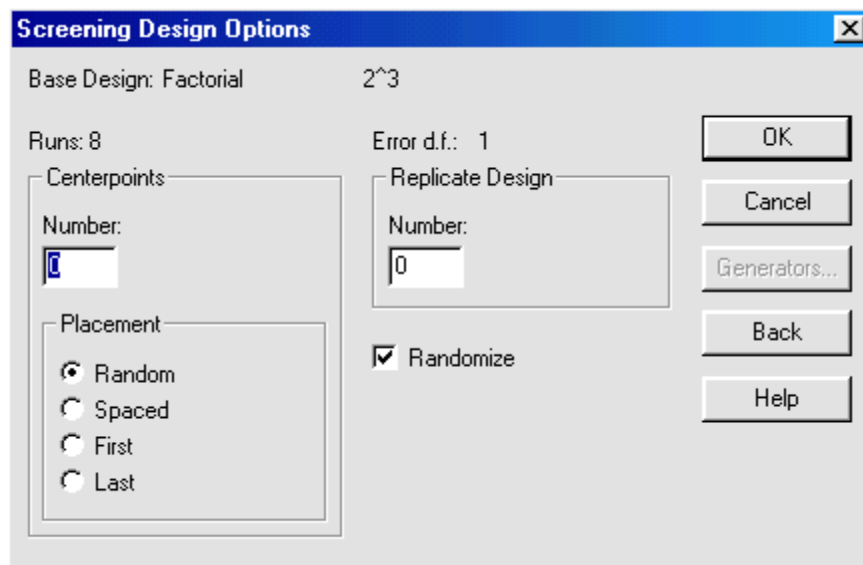 Screening Design Options
Base Design: Factorial 2^3
Runs: 8 Error d.f.: 1
Centerpoints
Number:
0
Placement
Random
Spaced
First
Last
Replicate Design
Number:
0
Randomize
OK
Cancel
Generators...
Back
Help